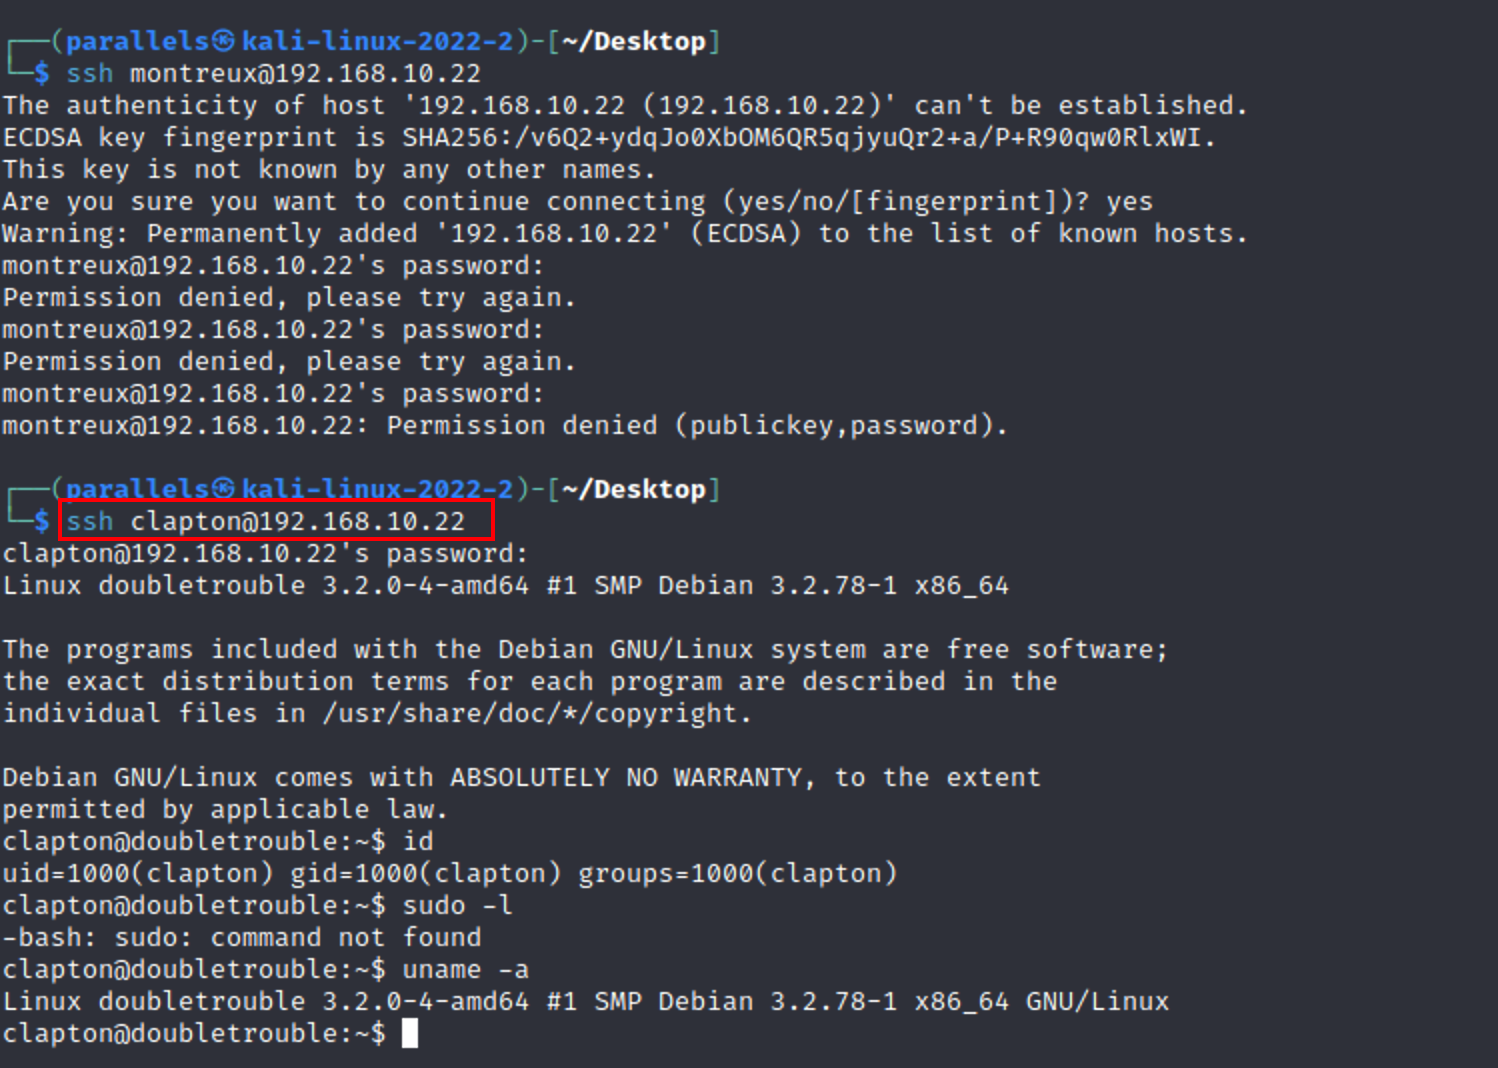 ┌──(parallels㉿kali-linux-2022-2)-[~/Desktop]
└─$ ssh montreux@192.168.10.22
The authenticity of host '192.168.10.22 (192.168.10.22)' can't be established.
ECDSA key fingerprint is SHA256:/v6Q2+ydqJo0XbOM6QR5qjyuQr2+a/P+R90qw0RlxWI.
This key is not known by any other names.
Are you sure you want to continue connecting (yes/no/[fingerprint])? yes
Warning: Permanently added '192.168.10.22' (ECDSA) to the list of known hosts.
montreux@192.168.10.22's password:
Permission denied, please try again.
montreux@192.168.10.22's password:
Permission denied, please try again.
montreux@192.168.10.22's password:
montreux@192.168.10.22: Permission denied (publickey,password).
┌──(parallels㉿kali-linux-2022-2)-[~/Desktop]
└─$ ssh clapton@192.168.10.22
clapton@192.168.10.22's password:
Linux doubletrouble 3.2.0-4-amd64 #1 SMP Debian 3.2.78-1 x86_64
The programs included with the Debian GNU/Linux system are free software;
the exact distribution terms for each program are described in the
individual files in /usr/share/doc/*/copyright.
Debian GNU/Linux comes with ABSOLUTELY NO WARRANTY, to the extent
permitted by applicable law.
clapton@doubletrouble:~$ id
uid=1000(clapton) gid=1000(clapton) groups=1000(clapton)
clapton@doubletrouble:~$ sudo -l
-bash: sudo: command not found
clapton@doubletrouble:~$ uname -a
Linux doubletrouble 3.2.0-4-amd64 #1 SMP Debian 3.2.78-1 x86_64 GNU/Linux
clapton@doubletrouble:~$